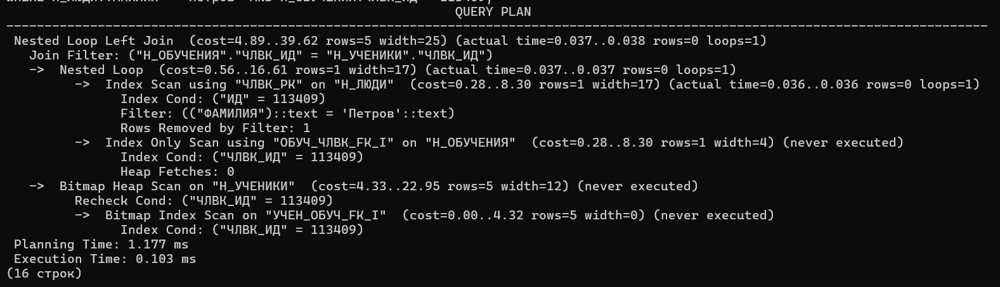 QUERY PLAN
----------------------------------------------------------------------------------------------------------------------------------
Nested Loop Left Join  (cost=4.89..39.62 rows=5 width=25) (actual time=0.037..0.038 rows=0 loops=1)
  Join Filter: ("Н_ОБУЧЕНИЯ"."ЧЛВК_ИД" = "Н_УЧЕНИКИ"."ЧЛВК_ИД")
  ->  Nested Loop  (cost=0.56..16.61 rows=1 width=17) (actual time=0.037..0.037 rows=0 loops=1)
        ->  Index Scan using "ЧЛВК_PK" on "Н_ЛЮДИ"  (cost=0.28..8.30 rows=1 width=17) (actual time=0.036..0.036 rows=0 loops=1)
              Index Cond: ("ИД" = 113409)
              Filter: (("ФАМИЛИЯ")::text = 'Петров'::text)
              Rows Removed by Filter: 1
        ->  Index Only Scan using "ОБУЧ_ЧЛВК_FK_I" on "Н_ОБУЧЕНИЯ"  (cost=0.28..8.30 rows=1 width=4) (never executed)
              Index Cond: ("ЧЛВК_ИД" = 113409)
              Heap Fetches: 0
  ->  Bitmap Heap Scan on "Н_УЧЕНИКИ"  (cost=4.33..22.95 rows=5 width=12) (never executed)
        Recheck Cond: ("ЧЛВК_ИД" = 113409)
        ->  Bitmap Index Scan on "УЧЕН_ОБУЧ_FK_I"  (cost=0.00..4.32 rows=5 width=0) (never executed)
              Index Cond: ("ЧЛВК_ИД" = 113409)
Planning Time: 1.177 ms
Execution Time: 0.103 ms
(16 строк)